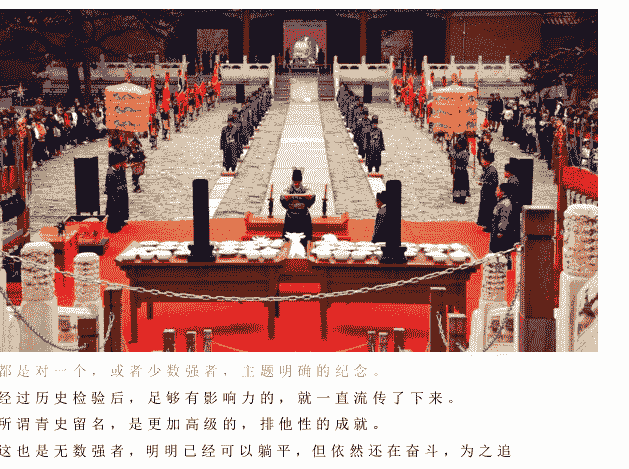 都是对一个，或者少数强者，主题明确的纪念。
经过历史检验后，足够有影响力的，就一直流传了下来。
所谓青史留名，是更加高级的，排他性的成就。
这也是无数强者，明明已经可以躺平，但依然还在奋斗，为之追